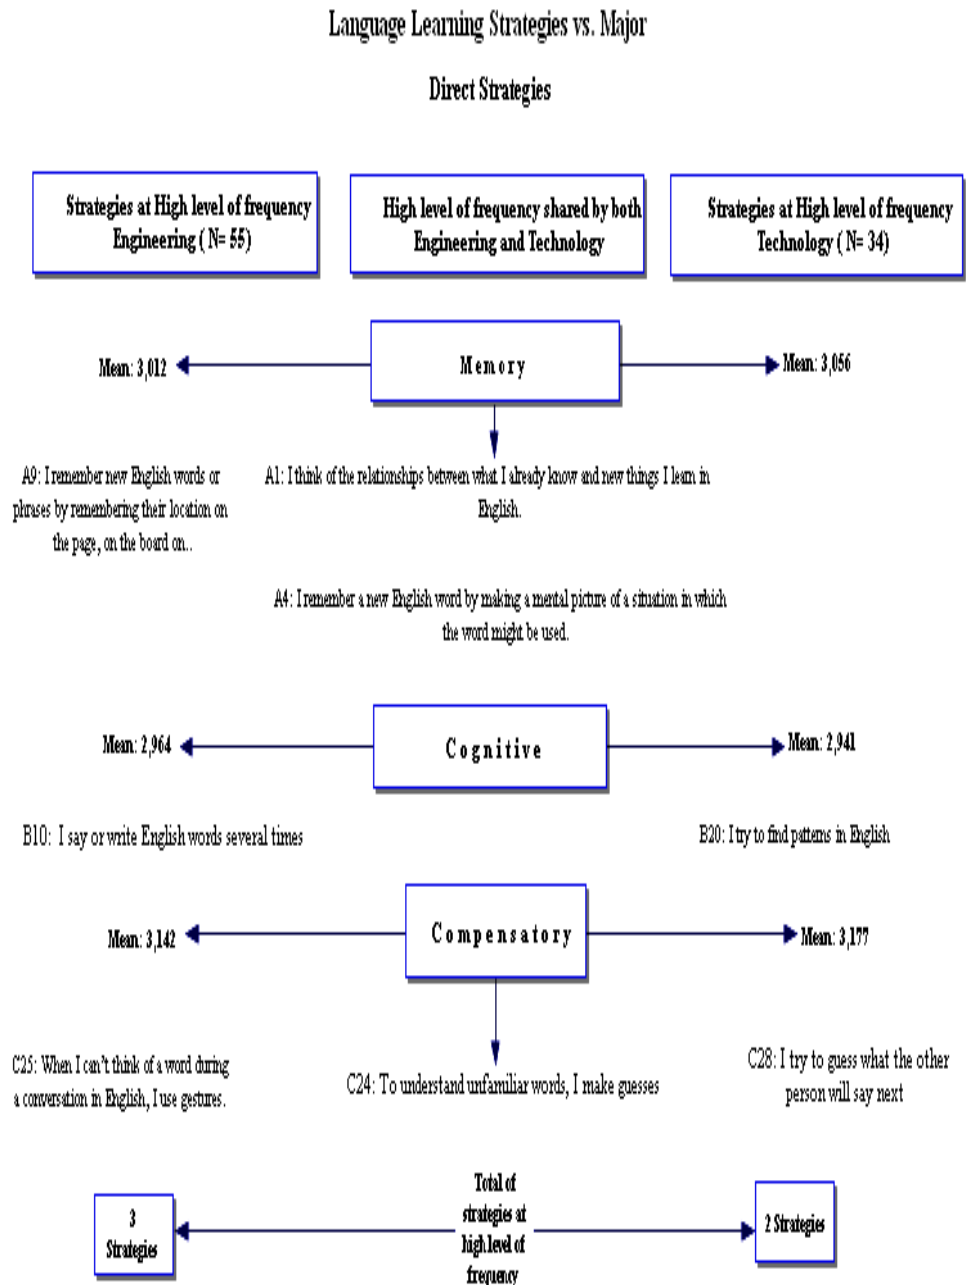 Language Learning Strategies vs. Major
Direct Strategies
Strategies at High level of frequency
Engineering ( N= 55)
High level of frequency shared by both
Engineering and Technology
Strategies at High level of frequency
Technology ( N= 34)
Mean: 3,012
Memory
Mean: 3,056
A9: I remember new English words or
phrases by remembering their location on
the page, on the board on..
A1: I think of the relationships between what I already know and new things I learn in
English.
A4: I remember a new English word by making a mental picture of a situation in which
the word might be used.
Mean: 2,964
Cognitive
Mean: 2,941
B10: I say or write English words several times
B20: I try to find patterns in English
Mean: 3,142
Compensatory
Mean: 3,177
C25: When I can't think of a word during
a conversation in English, I use gestures.
C24: To understand unfamiliar words, I make guesses
C28: I try to guess what the other
person will say next
3
Strategies
Total of
strategies at
high level of
frequency
2 Strategies